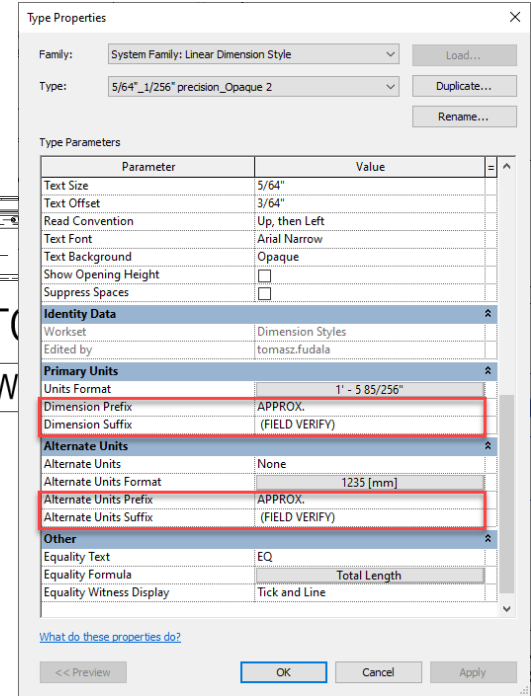 Type Properties
Family: System Family: Linear Dimension Style Load...
Type: 5/64"_1/256" precision_Opaque 2 Duplicate...
Rename...
Type Parameters
Parameter Value =
Text Size 5/64"
Text Offset 3/64"
Read Convention Up, then Left
Text Font Arial Narrow
Text Background Opaque
Show Opening Height
Suppress Spaces
Identity Data
Workset Dimension Styles
Edited by tomasz.fudala
Primary Units
Units Format 1' - 5 85/256"
Dimension Prefix APPROX.
Dimension Suffix (FIELD VERIFY)
Alternate Units
Alternate Units None
Alternate Units Format 1235 [mm]
Alternate Units Prefix APPROX.
Alternate Units Suffix (FIELD VERIFY)
Other
Equality Text EQ
Equality Formula Total Length
Equality Witness Display Tick and Line
What do these properties do?
<< Preview OK Cancel Apply